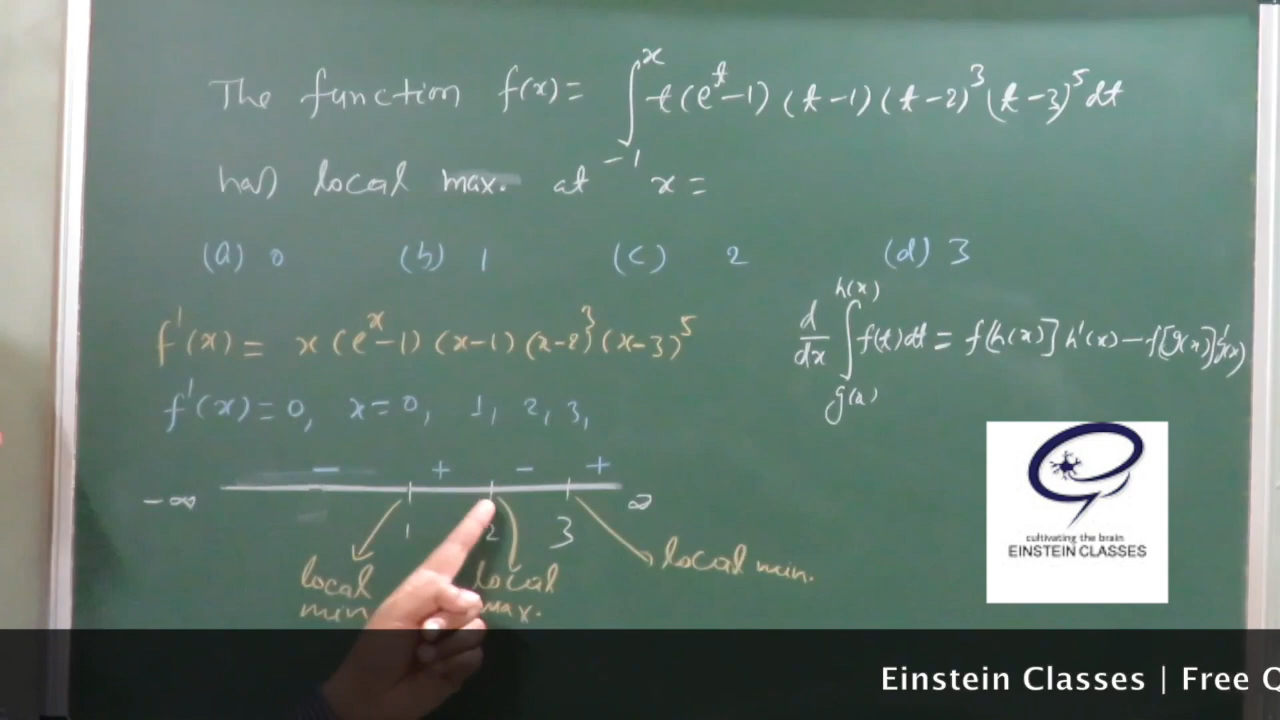 The function f(x) = ∫_{-1}^{x} t(e^t-1) (t-1) (t-2)^3 (t-3)^5 dt
has local max. at x =
(a) 0 (b) 1 (c) 2 (d) 3
f'(x) = x (e^x-1) (x-1) (x-2)^3 (x-3)^5
f'(x) = 0, x = 0, 1, 2, 3,
d/dx ∫_{g(x)}^{h(x)} f(t)dt = f[h(x)] h'(x) - f[g(x)] g'(x)
- + - +
-∞ ∞
1 2 3
local min
local max.
local min.
cultivating the brain
EINSTEIN CLASSES
Einstein Classes | Free